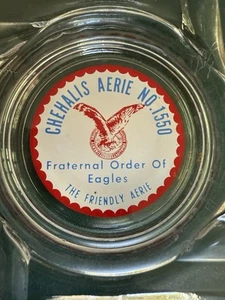 CHEHALIS AERIE NO. 1550
Fraternal Order Of
Eagles
THE FRIENDLY AERIE